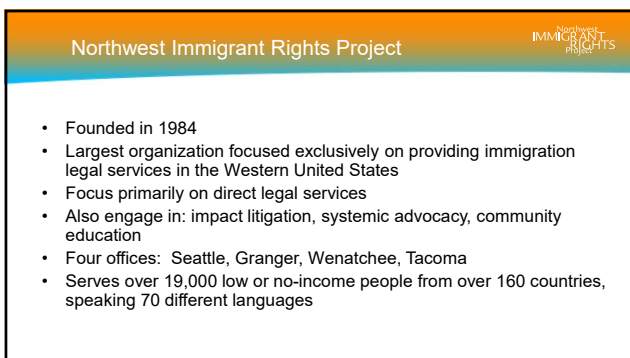 Northwest Immigrant Rights Project
Northwest
IMMIGRANT
RIGHTS
Project
• Founded in 1984
• Largest organization focused exclusively on providing immigration
legal services in the Western United States
• Focus primarily on direct legal services
• Also engage in: impact litigation, systemic advocacy, community
education
• Four offices: Seattle, Granger, Wenatchee, Tacoma
• Serves over 19,000 low or no-income people from over 160 countries,
speaking 70 different languages